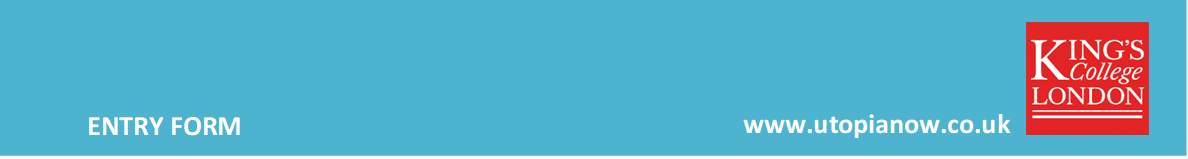 KING'S
College
LONDON
ENTRY FORM
www.utopianow.co.uk